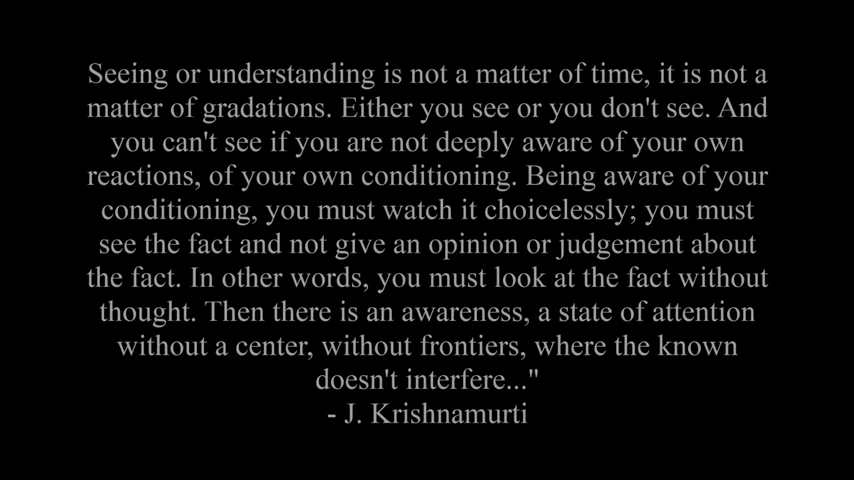 Seeing or understanding is not a matter of time, it is not a
matter of gradations. Either you see or you don't see. And
you can't see if you are not deeply aware of your own
reactions, of your own conditioning. Being aware of your
conditioning, you must watch it choicelessly; you must
see the fact and not give an opinion or judgement about
the fact. In other words, you must look at the fact without
thought. Then there is an awareness, a state of attention
without a center, without frontiers, where the known
doesn't interfere..."
- J. Krishnamurti